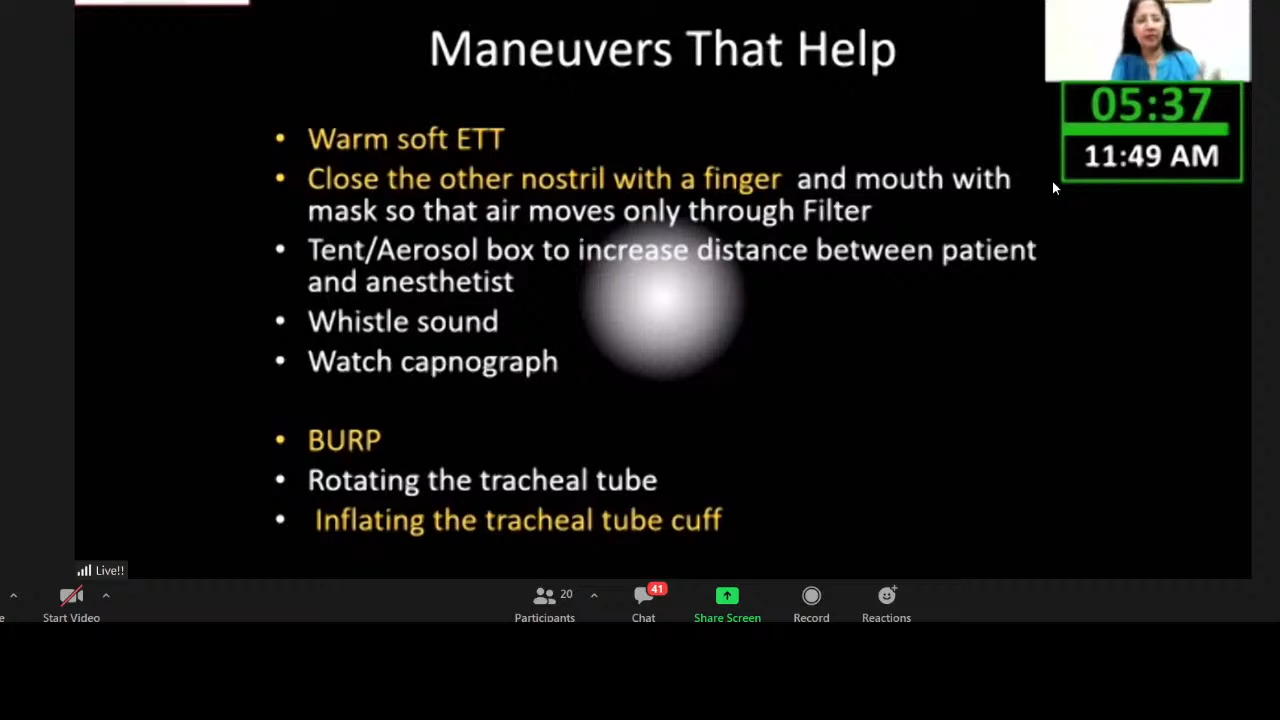 Maneuvers That Help
05:37
11:49 AM
• Warm soft ETT
• Close the other nostril with a finger and mouth with
mask so that air moves only through Filter
• Tent/Aerosol box to increase distance between patient
and anesthetist
• Whistle sound
• Watch capnograph
• BURP
• Rotating the tracheal tube
• Inflating the tracheal tube cuff
Live!!
41
20
e
Start Video
Participants
Chat
Share Screen
Record
Reactions